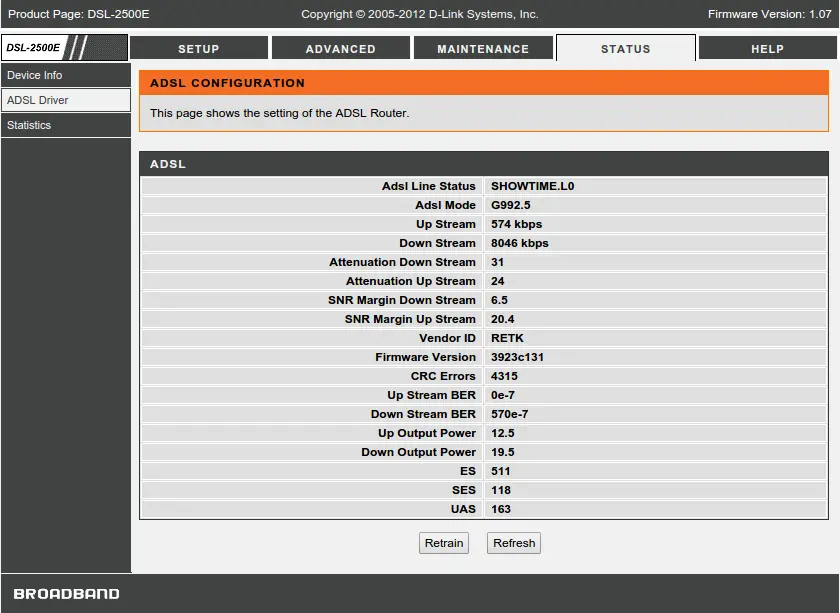 Product Page: DSL-2500E Copyright © 2005-2012 D-Link Systems, Inc. Firmware Version: 1.07
DSL-2500E SETUP ADVANCED MAINTENANCE STATUS HELP
Device Info
ADSL Driver
Statistics
ADSL CONFIGURATION
This page shows the setting of the ADSL Router.
ADSL
Adsl Line Status SHOWTIME.L0
Adsl Mode G992.5
Up Stream 574 kbps
Down Stream 8046 kbps
Attenuation Down Stream 31
Attenuation Up Stream 24
SNR Margin Down Stream 6.5
SNR Margin Up Stream 20.4
Vendor ID RETK
Firmware Version 3923c131
CRC Errors 4315
Up Stream BER 0e-7
Down Stream BER 570e-7
Up Output Power 12.5
Down Output Power 19.5
ES 511
SES 118
UAS 163
Retrain Refresh
BROADBAND